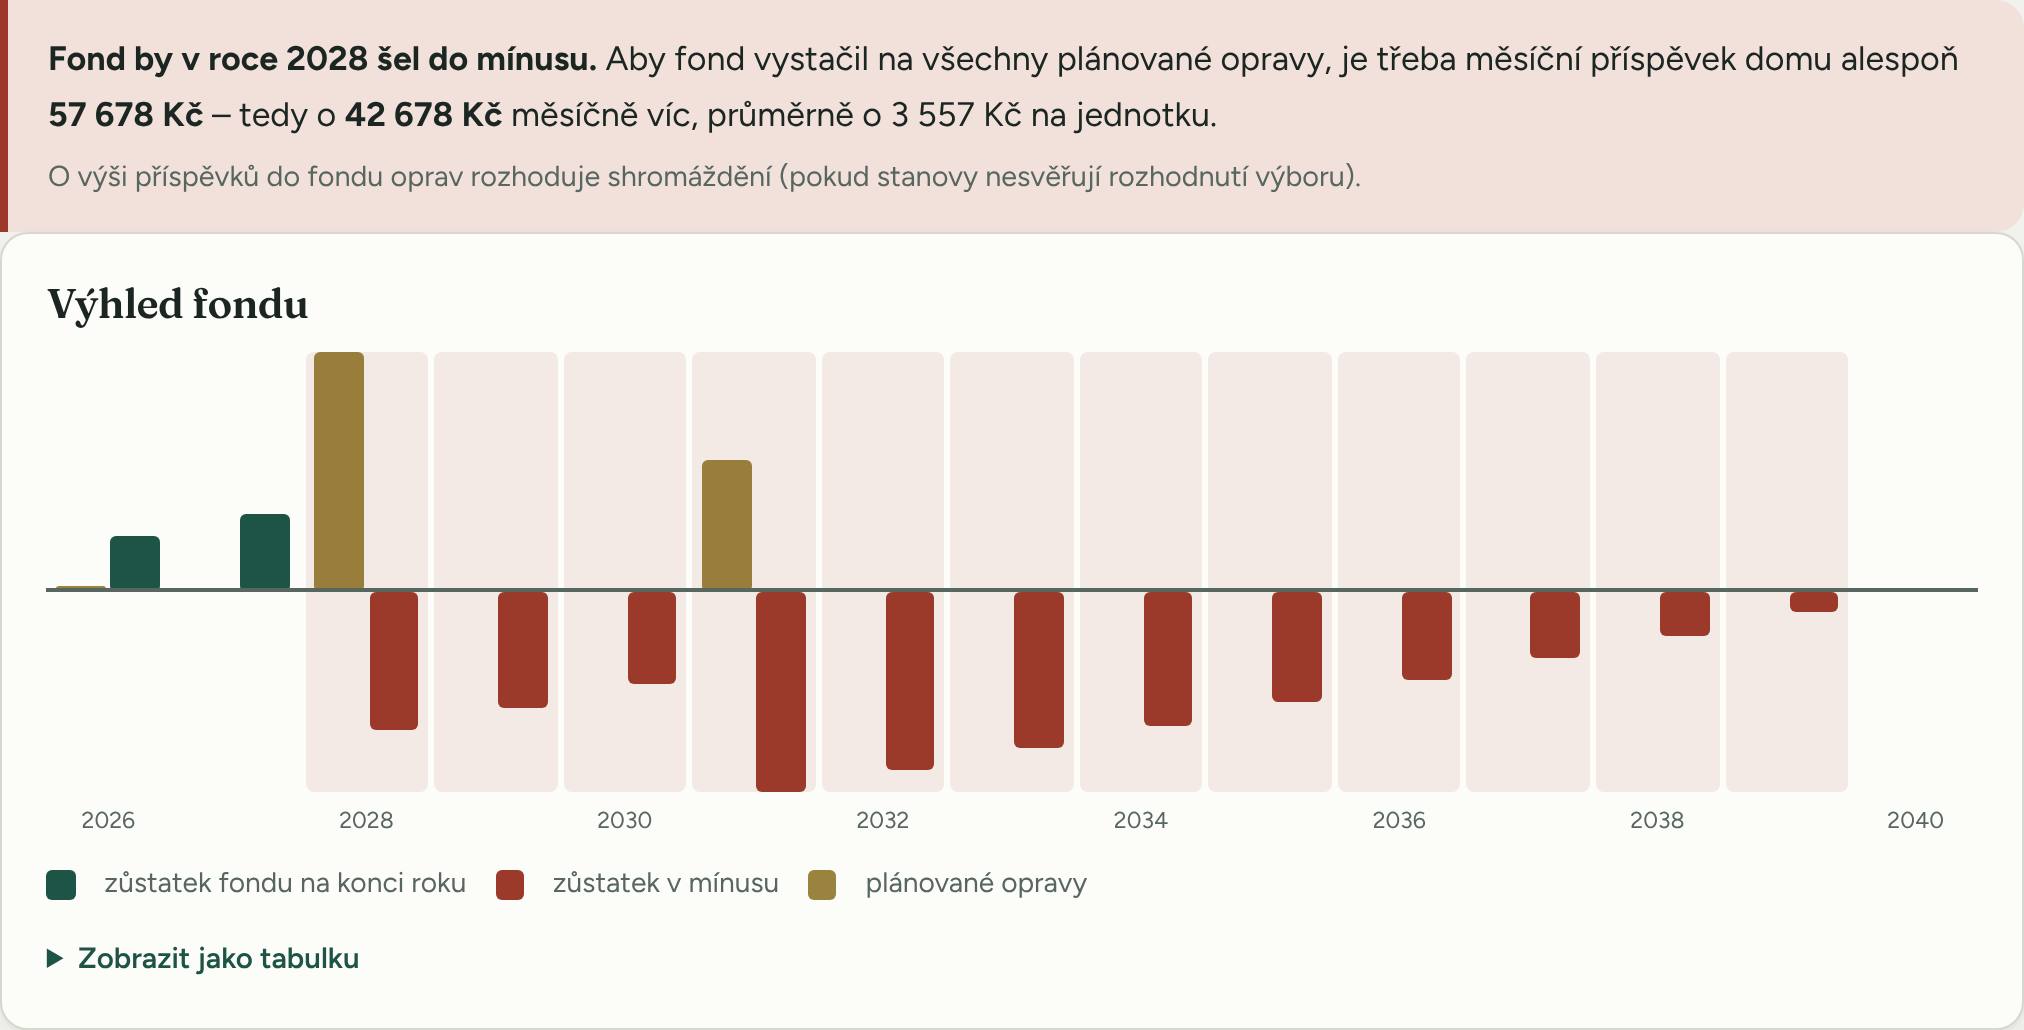 Fond by v roce 2028 šel do mínusu. Aby fond vystačil na všechny plánované opravy, je třeba měsíční příspěvek domu alespoň
57 678 Kč – tedy o 42 678 Kč měsíčně víc, průměrně o 3 557 Kč na jednotku.
O výši příspěvků do fondu oprav rozhoduje shromáždění (pokud stanovy nesvěřují rozhodnutí výboru).
Výhled fondu
2026 2028 2030 2032 2034 2036 2038 2040
zůstatek fondu na konci roku zůstatek v mínusu plánované opravy
Zobrazit jako tabulku